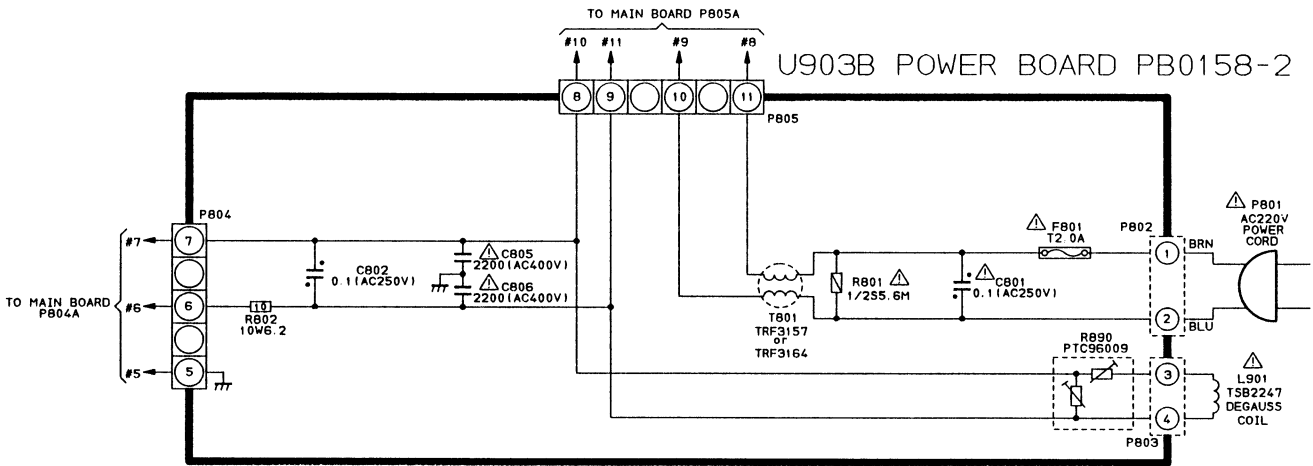 TO MAIN BOARD P805A
#10 #11 #9 #8
U903B POWER BOARD PB0158-2
8 9 10 11
P805
P804
#7 7
C802
0.1(AC250V)
C805
2200(AC400V)
C806
2200(AC400V)
TO MAIN BOARD
P804A
#6 6
10
R802
10W6.2
#5 5
T801
TRF3157
or
TRF3164
R801
1/2S5.6M
C801
0.1(AC250V)
F801
T2.0A
P802
1 BRN
2 BLU
P801
AC220V
POWER
CORD
R890
PTC96009
3
4
P803
L901
TSB2247
DEGAUSS
COIL